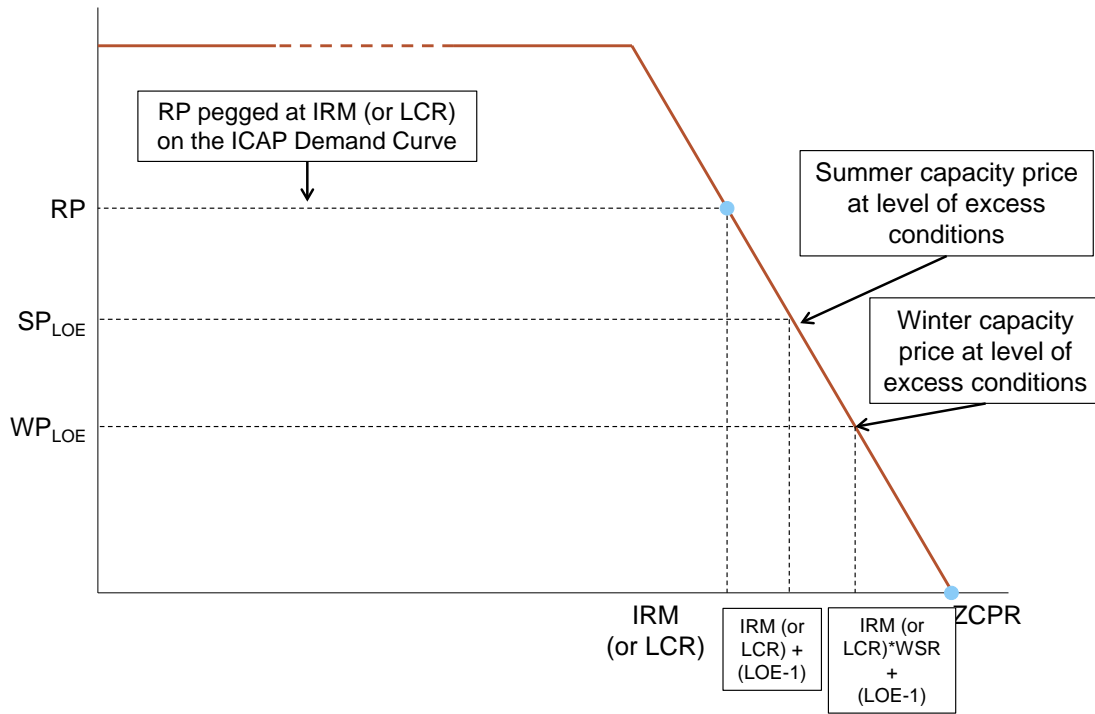 RP pegged at IRM (or LCR)
on the ICAP Demand Curve
Summer capacity price
at level of excess
conditions
RP
SP_LOE
Winter capacity
price at level of
excess conditions
WP_LOE
IRM
(or LCR)
IRM (or
LCR) +
(LOE-1)
IRM (or
LCR)*WSR
+
(LOE-1)
ZCPR